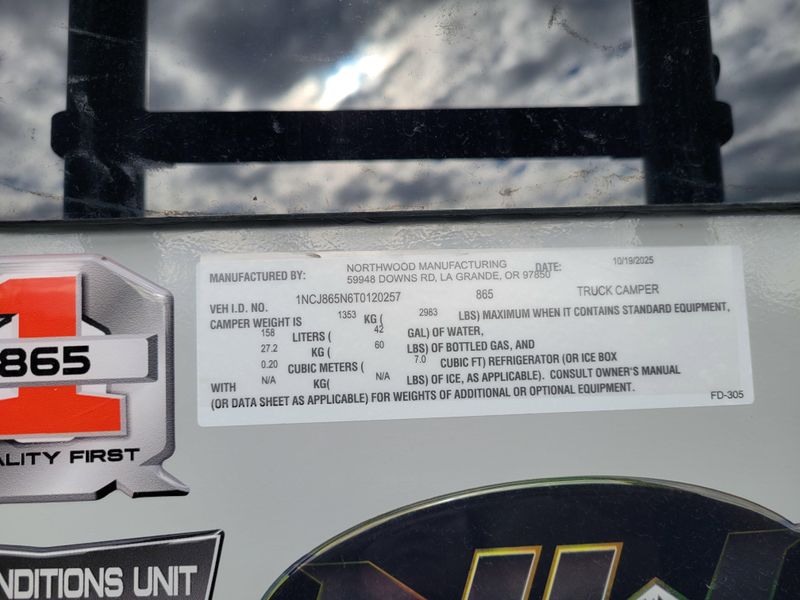 MANUFACTURED BY: NORTHWOOD MANUFACTURING DATE: 10/19/2025
59948 DOWNS RD, LA GRANDE, OR 97850
VEH I.D. NO. 1NCJ865N6T0120257 865 TRUCK CAMPER
CAMPER WEIGHT IS 1353 KG ( 2983 LBS) MAXIMUM WHEN IT CONTAINS STANDARD EQUIPMENT,
158 LITERS ( 42 GAL) OF WATER,
27.2 KG ( 60 LBS) OF BOTTLED GAS, AND
0.20 CUBIC METERS ( 7.0 CUBIC FT) REFRIGERATOR (OR ICE BOX
WITH N/A KG( N/A LBS) OF ICE, AS APPLICABLE). CONSULT OWNER'S MANUAL
(OR DATA SHEET AS APPLICABLE) FOR WEIGHTS OF ADDITIONAL OR OPTIONAL EQUIPMENT.
FD-305
1
865
ALITY FIRST
NDITIONS UNIT
NW